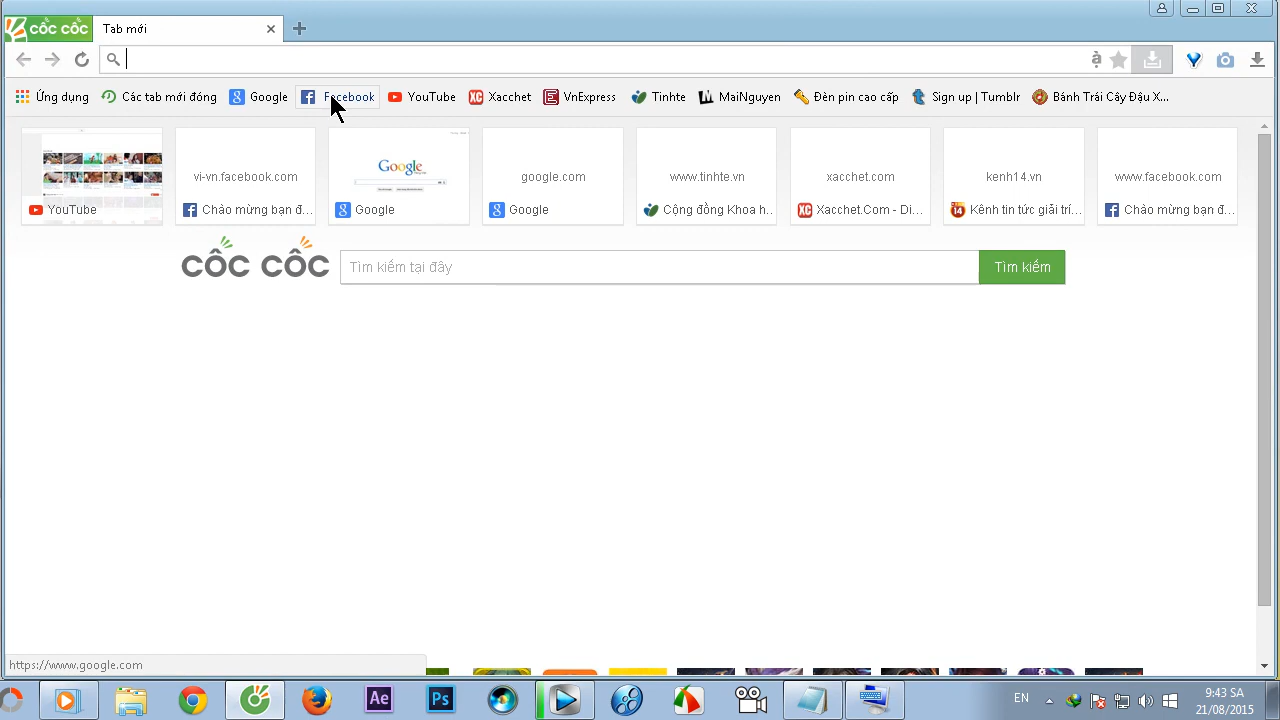 cốc cốc
Tab mới
Ứng dụng
Các tab mới đóng
Google
Facebook
YouTube
Xacchet
VnExpress
Tinhte
Đèn pin cao cấp
Sign up | Tumblr
Bánh Trái Cây Đậu X...
YouTube
vi-vn.facebook.com
Chào mừng bạn đ...
Google
Google
google.com
Google
www.tinhte.vn
Cộng đồng khoa h...
xacchet.com
Xacchet.Com - Di...
kenh14.vn
Kênh tin tức giải trí...
www.facebook.com
Chào mừng bạn đ...
cốc cốc
Tìm kiếm tại đây
Tìm kiếm
https://www.google.com
Ae
Ps
EN
9:43 SA
21/08/2015